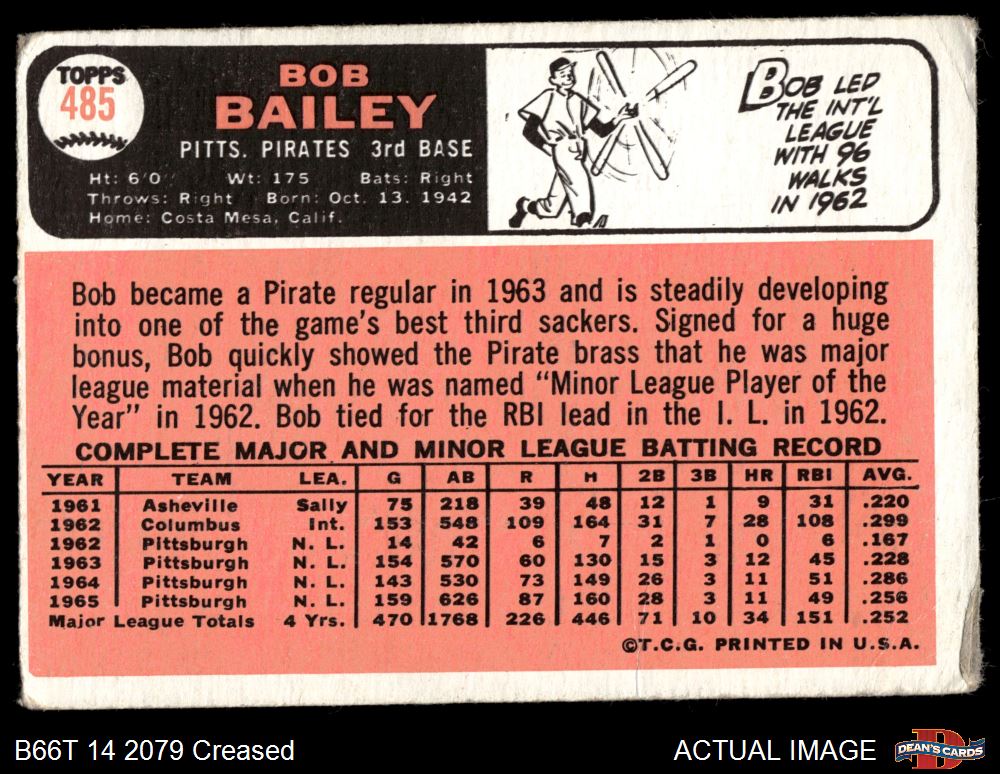 TOPPS
485
BOB
BAILEY
PITTS. PIRATES 3rd BASE
Ht: 6'0" Wt: 175 Bats: Right
Throws: Right Born: Oct. 13. 1942
Home: Costa Mesa, Calif.
BOB LED
THE INT'L
LEAGUE
WITH 96
WALKS
IN 1962
Bob became a Pirate regular in 1963 and is steadily developing
into one of the game's best third sackers. Signed for a huge
bonus, Bob quickly showed the Pirate brass that he was major
league material when he was named "Minor League Player of the
Year" in 1962. Bob tied for the RBI lead in the I. L. in 1962.
COMPLETE MAJOR AND MINOR LEAGUE BATTING RECORD
YEAR TEAM LEA. G AB R H 2B 3B HR RBI AVG.
1961 Asheville Sally 75 218 39 48 12 1 9 31 .220
1962 Columbus Int. 153 548 109 164 31 7 28 108 .299
1962 Pittsburgh N. L. 14 42 6 7 2 1 0 6 .167
1963 Pittsburgh N. L. 154 570 60 130 15 3 12 45 .228
1964 Pittsburgh N. L. 143 530 73 149 26 3 11 51 .286
1965 Pittsburgh N. L. 159 626 87 160 28 3 11 49 .256
Major League Totals 4 Yrs. 470 1768 226 446 71 10 34 151 .252
©T.C.G. PRINTED IN U.S.A.
B66T 14 2079 Creased
ACTUAL IMAGE
DEAN'S CARDS